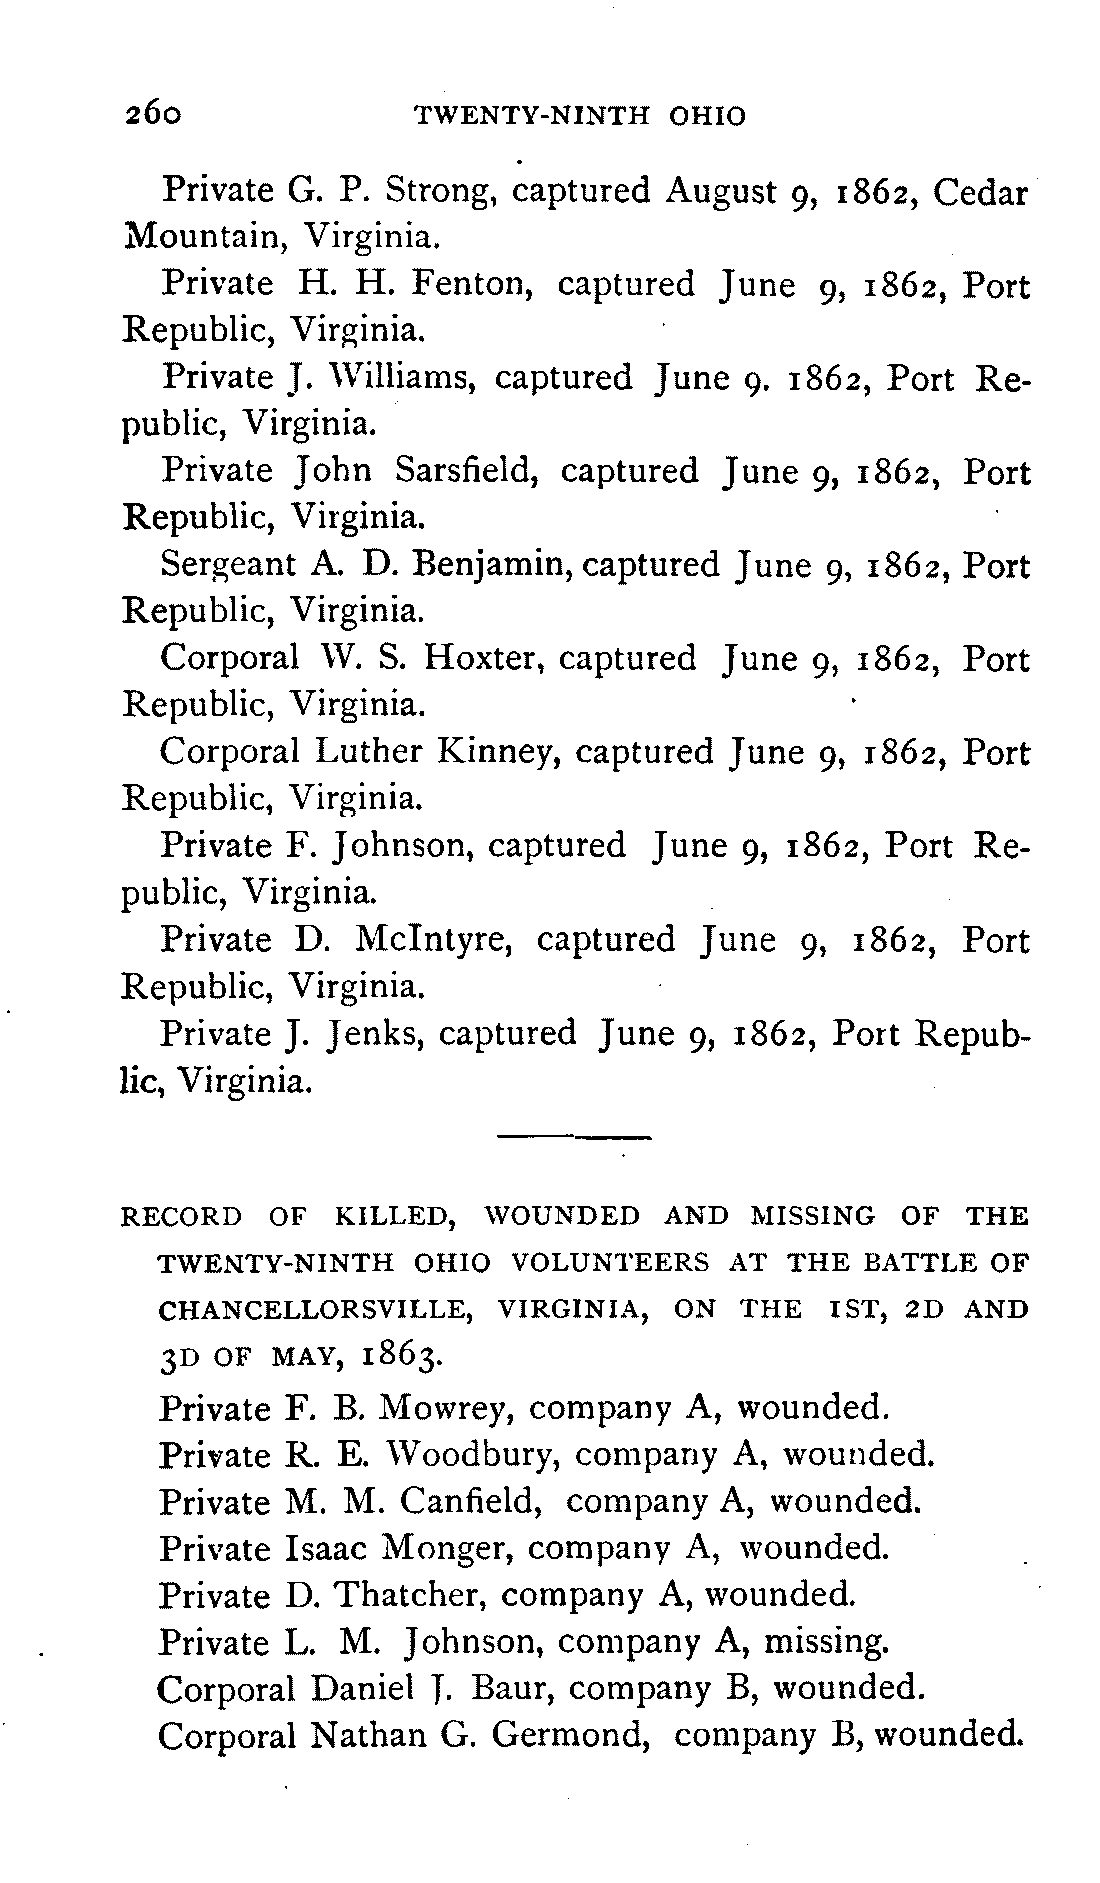 260 TWENTY-NINTH OHIO
Private G. P. Strong, captured August 9, 1862, Cedar
Mountain, Virginia.
Private H. H. Fenton, captured June 9, 1862, Port
Republic, Virginia.
Private J. Williams, captured June 9. 1862, Port Re-
public, Virginia.
Private John Sarsfield, captured June 9, 1862, Port
Republic, Virginia.
Sergeant A. D. Benjamin, captured June 9, 1862, Port
Republic, Virginia.
Corporal W. S. Hoxter, captured June 9, 1862, Port
Republic, Virginia.
Corporal Luther Kinney, captured June 9, 1862, Port
Republic, Virginia.
Private F. Johnson, captured June 9, 1862, Port Re-
public, Virginia.
Private D. McIntyre, captured June 9, 1862, Port
Republic, Virginia.
Private J. Jenks, captured June 9, 1862, Port Repub-
lic, Virginia.
RECORD OF KILLED, WOUNDED AND MISSING OF THE
TWENTY-NINTH OHIO VOLUNTEERS AT THE BATTLE OF
CHANCELLORSVILLE, VIRGINIA, ON THE 1ST, 2D AND
3D OF MAY, 1863.
Private F. B. Mowrey, company A, wounded.
Private R. E. Woodbury, company A, wounded.
Private M. M. Canfield, company A, wounded.
Private Isaac Monger, company A, wounded.
Private D. Thatcher, company A, wounded.
Private L. M. Johnson, company A, missing.
Corporal Daniel J. Baur, company B, wounded.
Corporal Nathan G. Germond, company B, wounded.